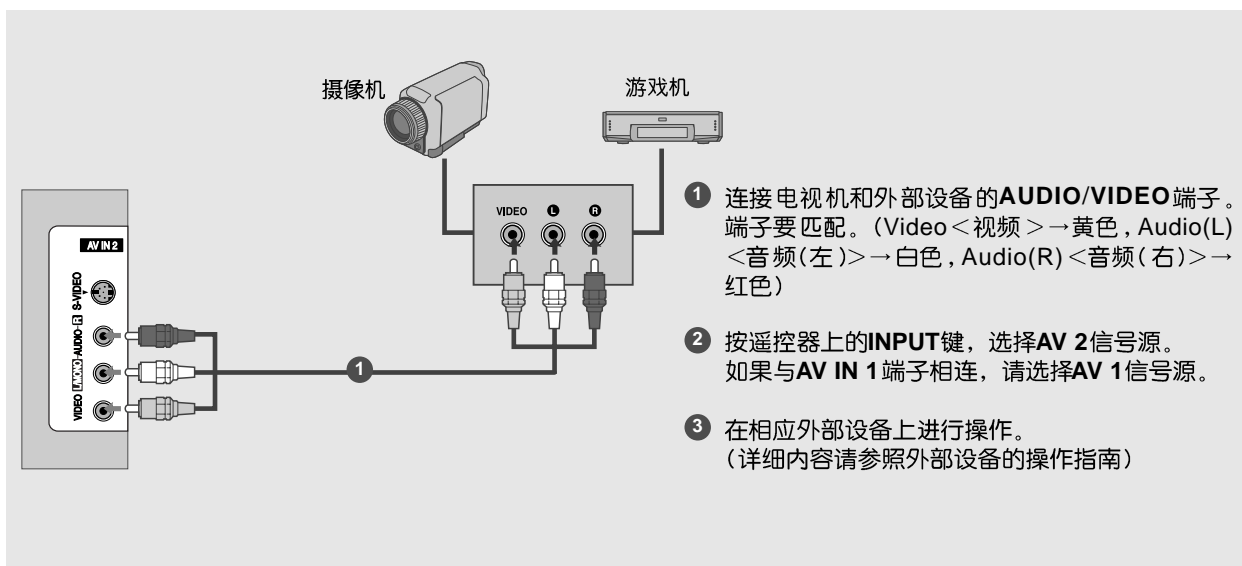 摄像机
游戏机
VIDEO L R
AV IN 2
S-VIDEO
VIDEO L/MONO-AUDIO-R
1
1 连接电视机和外部设备的AUDIO/VIDEO端子。
端子要匹配。(Video<视频>→黄色, Audio(L)
<音频(左)>→白色, Audio(R)<音频(右)>→
红色)
2 按遥控器上的INPUT键，选择AV 2信号源。
如果与AV IN 1端子相连，请选择AV 1信号源。
3 在相应外部设备上进行操作。
(详细内容请参照外部设备的操作指南)